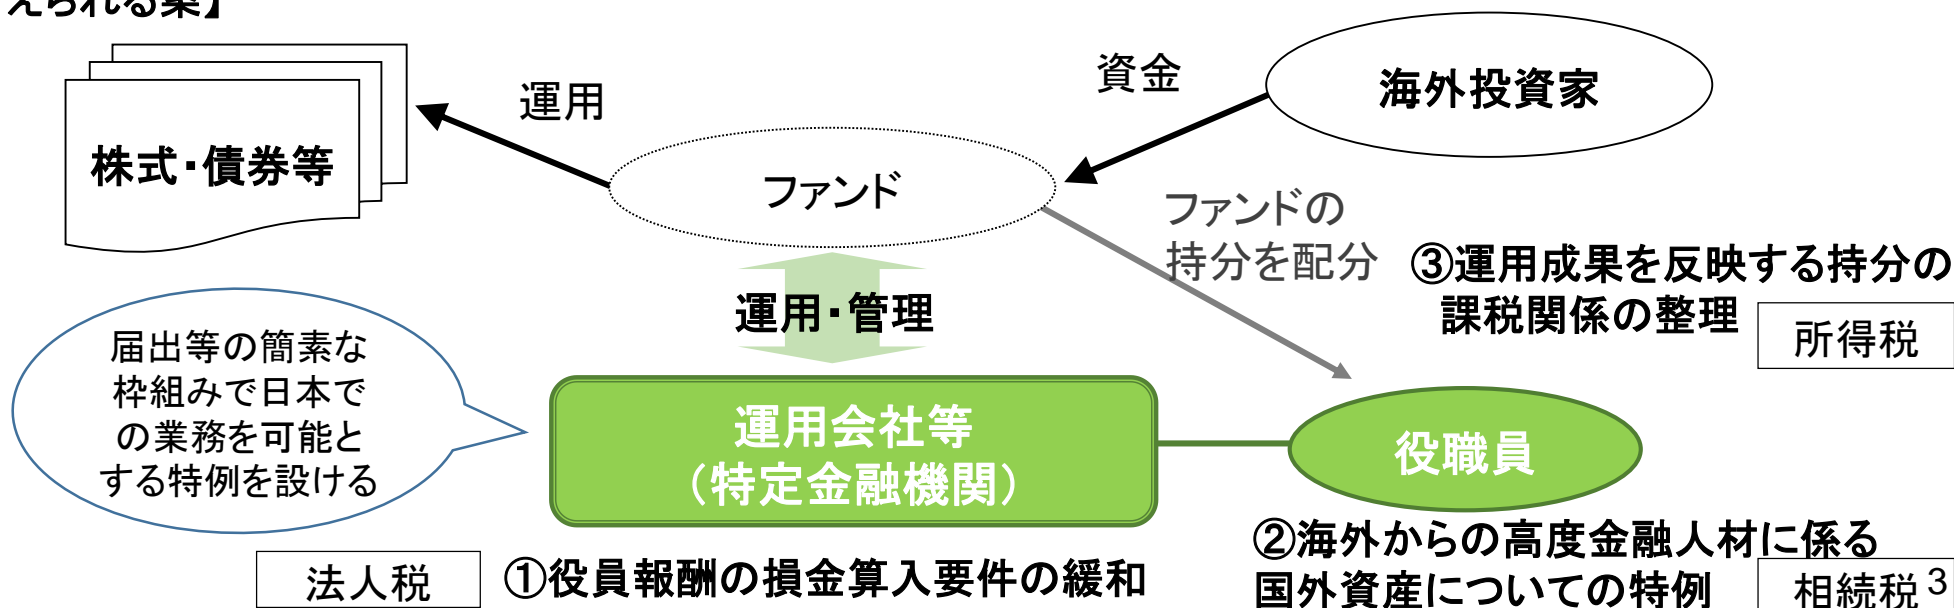 えられる案】
株式・債券等
運用
資金
海外投資家
ファンド
ファンドの
持分を配分
③運用成果を反映する持分の
課税関係の整理
所得税
運用・管理
届出等の簡素な
枠組みで日本で
の業務を可能と
する特例を設ける
運用会社等
（特定金融機関）
役職員
法人税
①役員報酬の損金算入要件の緩和
②海外からの高度金融人材に係る
国外資産についての特例
相続税
3